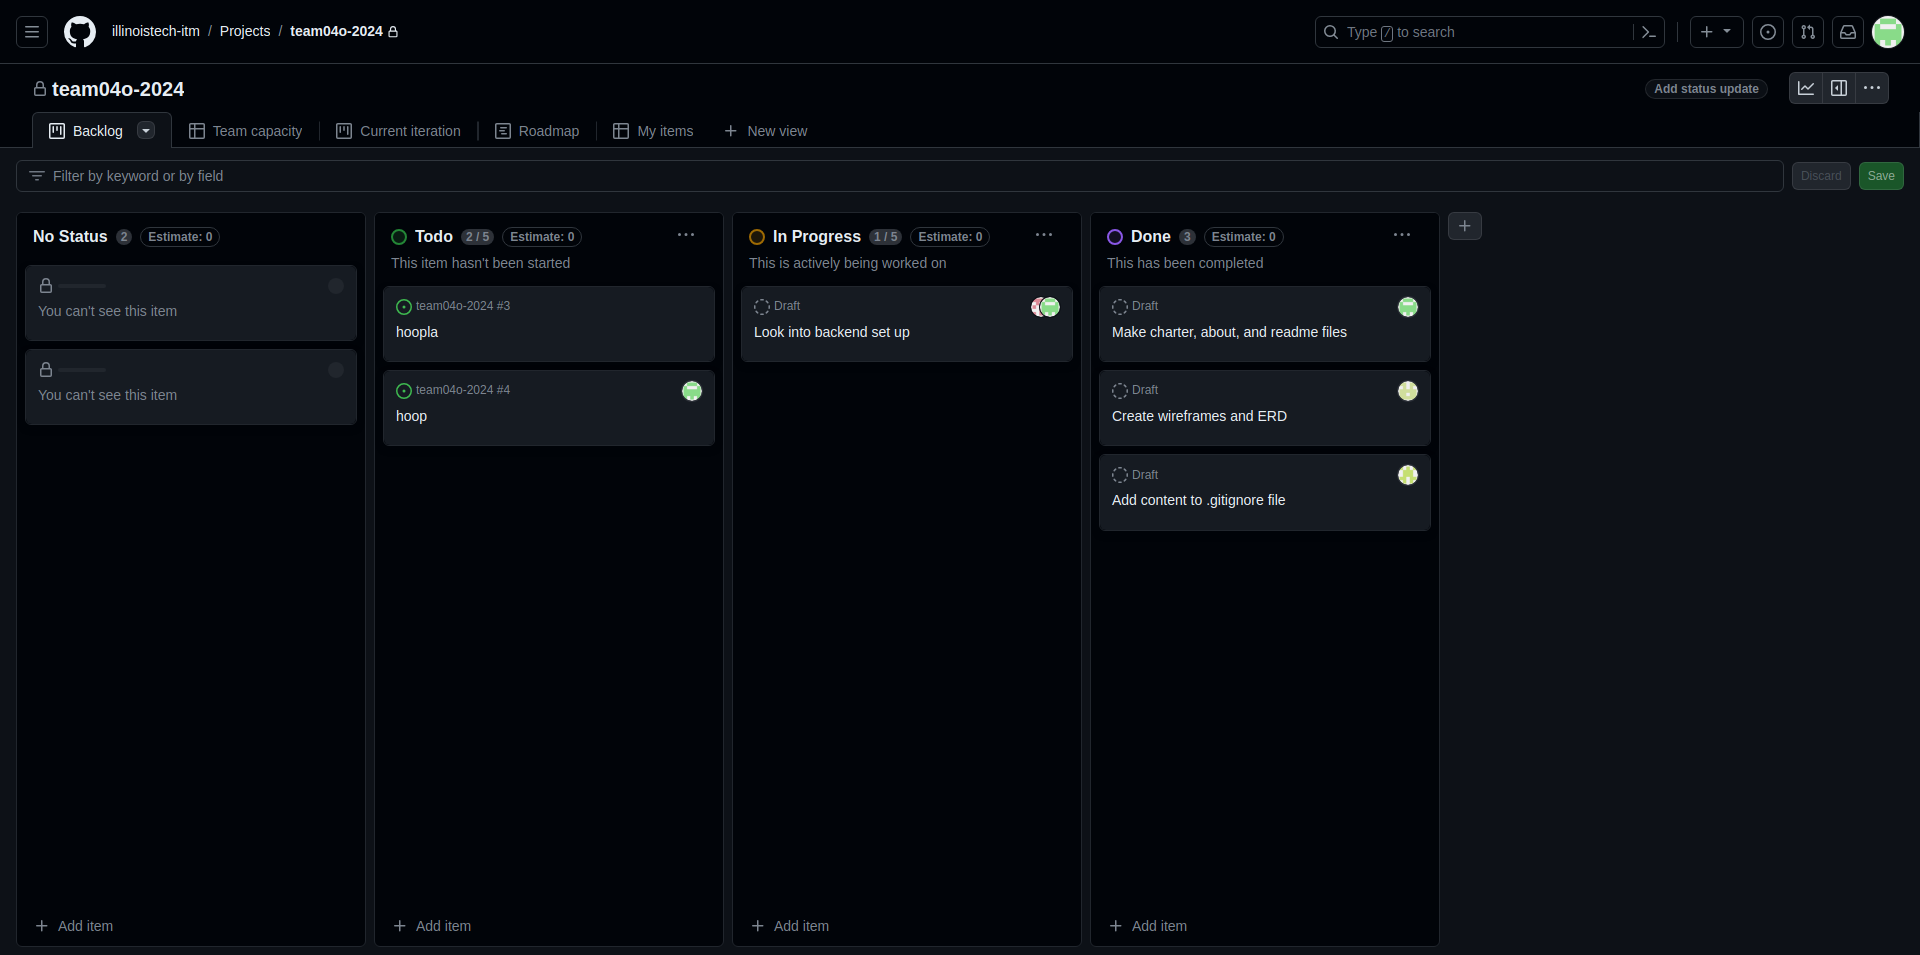 illinoistech-itm / Projects / team04o-2024
Type / to search
team04o-2024
Add status update
Backlog
Team capacity
Current iteration
Roadmap
My items
New view
Filter by keyword or by field
Discard
Save
No Status 2 Estimate: 0
You can't see this item
You can't see this item
Add item
Todo 2 / 5 Estimate: 0
This item hasn't been started
team04o-2024 #3
hoopla
team04o-2024 #4
hoop
Add item
In Progress 1 / 5 Estimate: 0
This is actively being worked on
Draft
Look into backend set up
Add item
Done 3 Estimate: 0
This has been completed
Draft
Make charter, about, and readme files
Draft
Create wireframes and ERD
Draft
Add content to .gitignore file
Add item